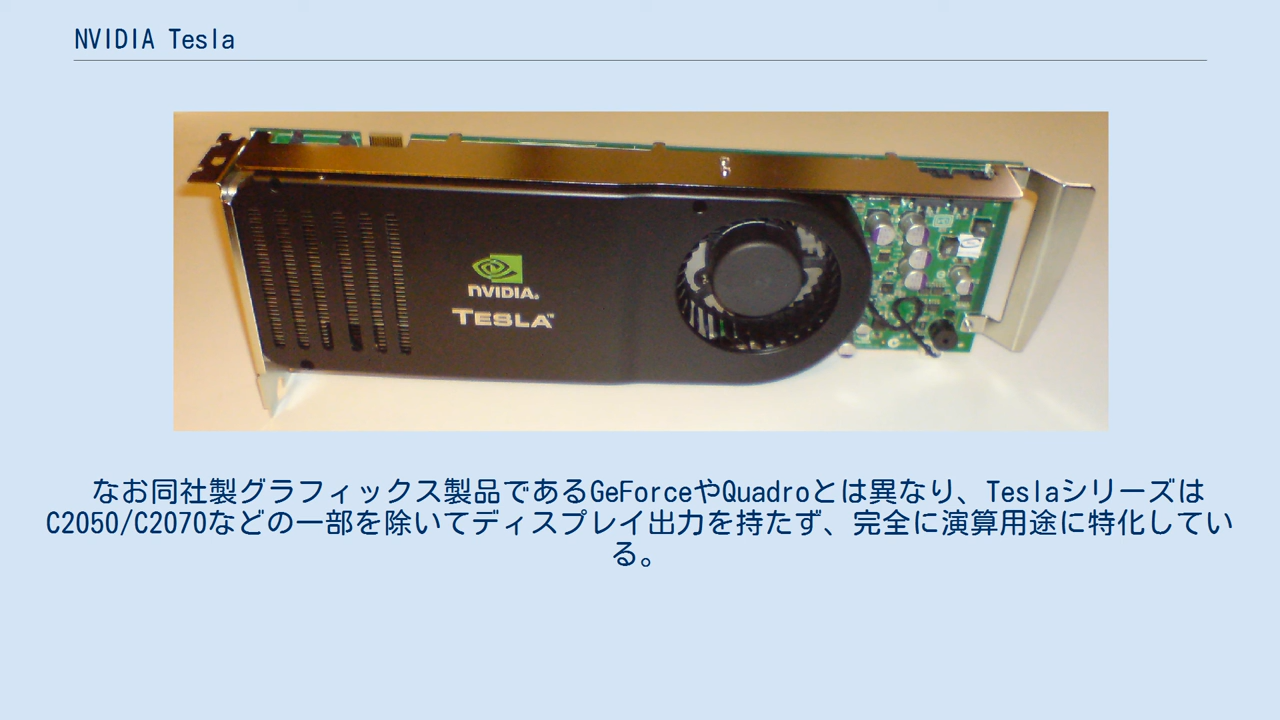 NVIDIA Tesla
NVIDIA.
TESLA™
なお同社製グラフィックス製品であるGeForceやQuadroとは異なり、Teslaシリーズは
C2050/C2070などの一部を除いてディスプレイ出力を持たず、完全に演算用途に特化してい
る。